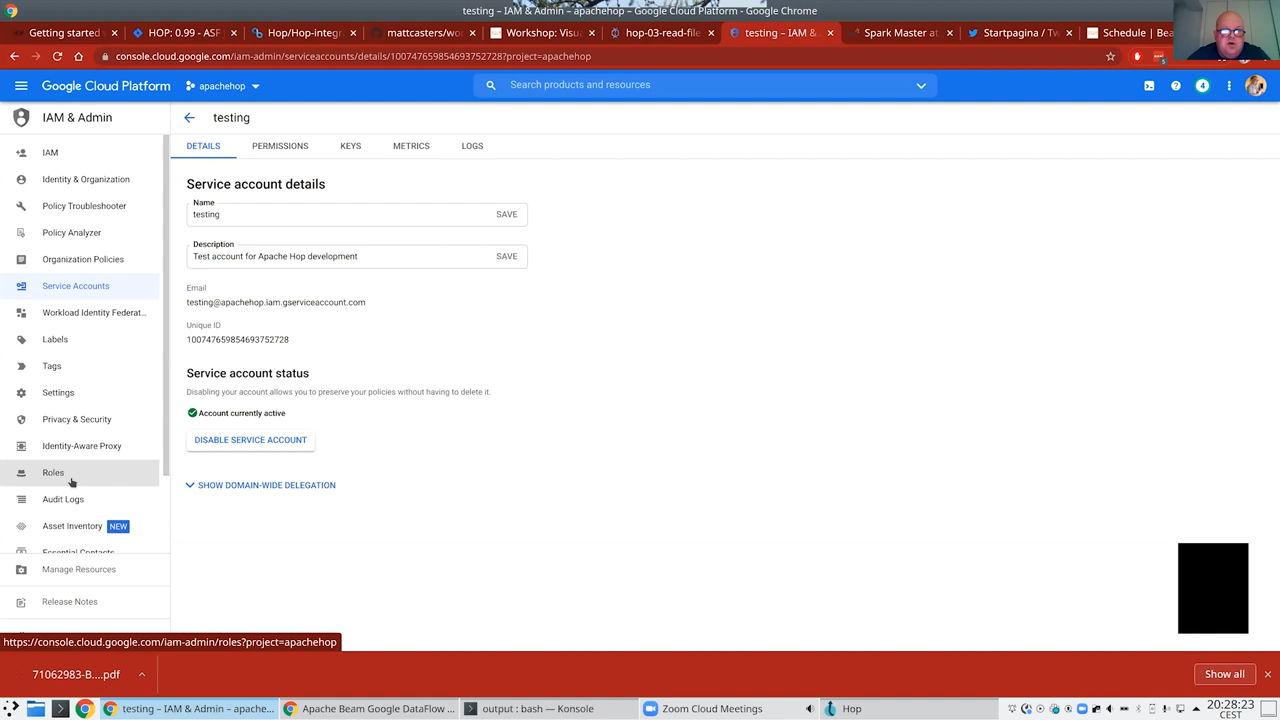 testing – IAM & Admin – apachehop – Google Cloud Platform - Google Chrome
Getting started
HOP: 0.99 - ASF
Hop/Hop-integr
mattcasters/wo
Workshop: Visua
hop-03-read-file
testing – IAM &
Spark Master at
Startpagina / Tw
Schedule | Bea
console.cloud.google.com/iam-admin/serviceaccounts/details/100747659854693752728?project=apachehop
Google Cloud Platform
apachehop
Search products and resources
4
IAM & Admin
testing
IAM
Identity & Organization
Policy Troubleshooter
Policy Analyzer
Organization Policies
Service Accounts
Workload Identity Federat...
Labels
Tags
Settings
Privacy & Security
Identity-Aware Proxy
Roles
Audit Logs
Asset Inventory NEW
Essential Contacts
Manage Resources
Release Notes
DETAILS
PERMISSIONS
KEYS
METRICS
LOGS
Service account details
Name
testing
SAVE
Description
Test account for Apache Hop development
SAVE
Email
testing@apachehop.iam.gserviceaccount.com
Unique ID
100747659854693752728
Service account status
Disabling your account allows you to preserve your policies without having to delete it.
Account currently active
DISABLE SERVICE ACCOUNT
SHOW DOMAIN-WIDE DELEGATION
https://console.cloud.google.com/iam-admin/roles?project=apachehop
71062983-B....pdf
Show all
testing – IAM & Admin – apache...
Apache Beam Google DataFlow ...
output : bash — Konsole
Zoom Cloud Meetings
Hop
20:28:23
CEST